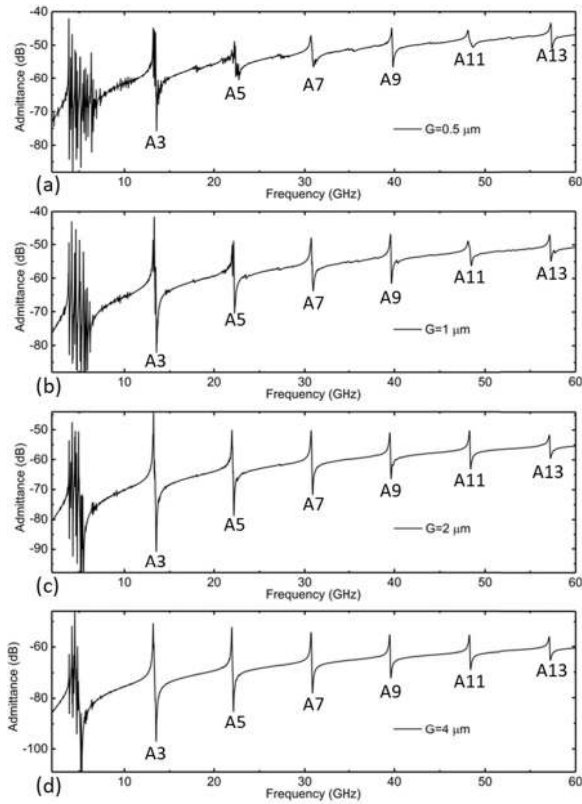 -40
-50
-60
-70
-80
Admittance (dB)
A3
A5
A7
A9
A11
A13
G=0.5 μm
10
20
30
40
50
60
(a)
Frequency (GHz)
-40
-50
-60
-70
-80
Admittance (dB)
A3
A5
A7
A9
A11
A13
G=1 μm
10
20
30
40
50
60
(b)
Frequency (GHz)
-50
-60
-70
-80
-90
Admittance (dB)
A3
A5
A7
A9
A11
A13
G=2 μm
10
20
30
40
50
60
(c)
Frequency (GHz)
-60
-80
-100
Admittance (dB)
A3
A5
A7
A9
A11
A13
G=4 μm
10
20
30
40
50
60
(d)
Frequency (GHz)